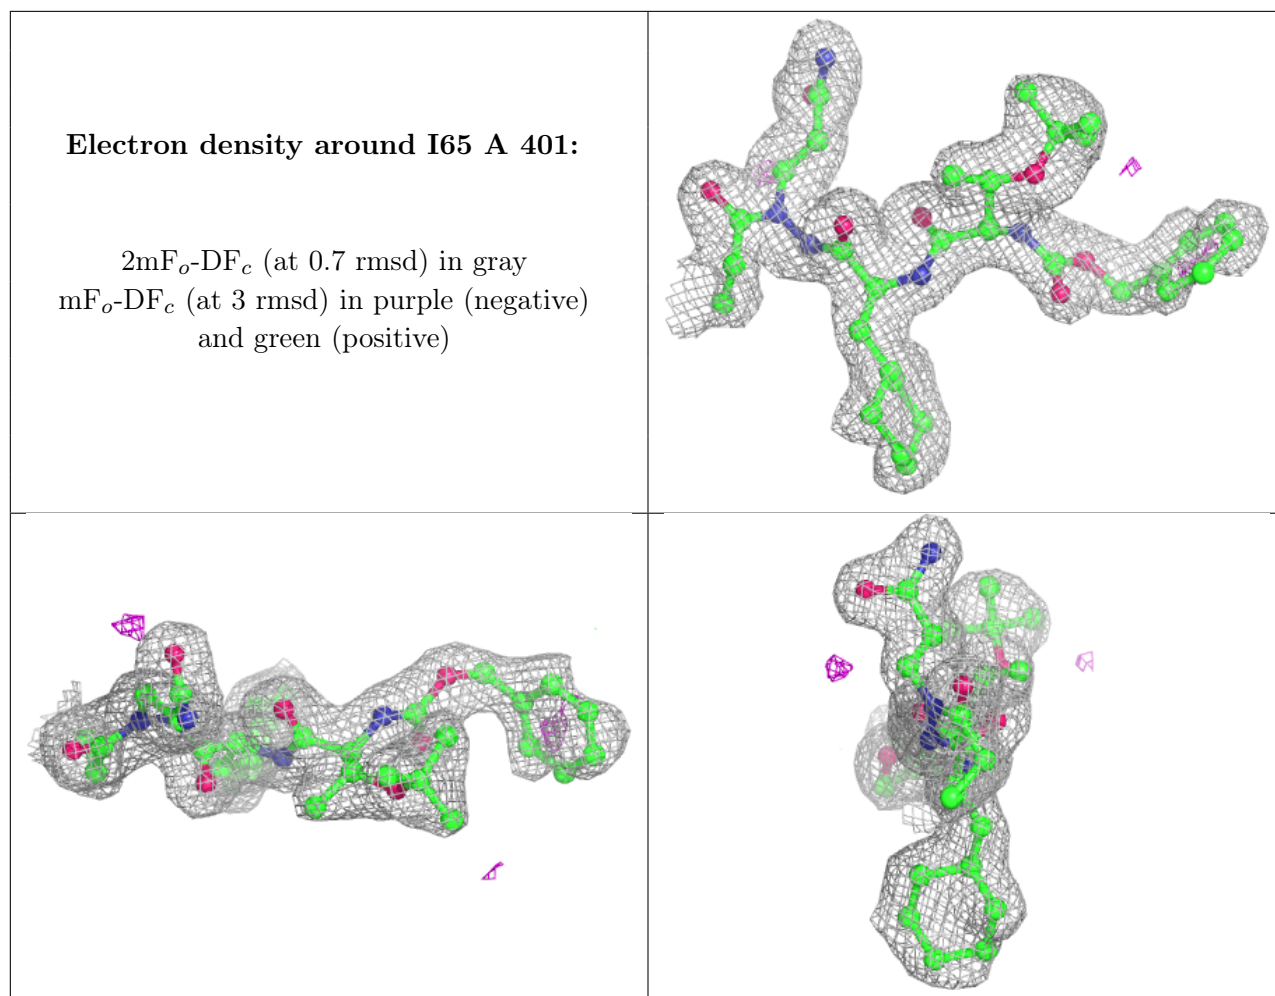 Electron density around I65 A 401:
2mFo-DFc (at 0.7 rmsd) in gray
mFo-DFc (at 3 rmsd) in purple (negative)
and green (positive)